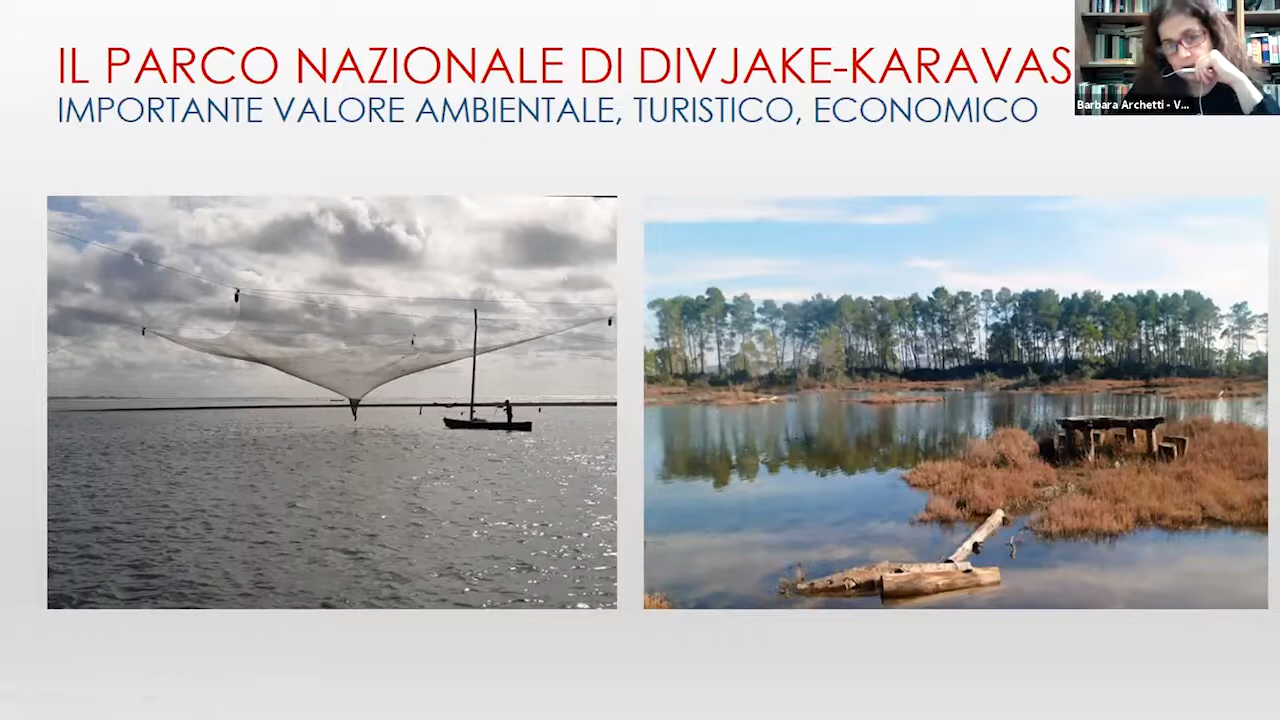 IL PARCO NAZIONALE DI DIVJAKE-KARAVAS
IMPORTANTE VALORE AMBIENTALE, TURISTICO, ECONOMICO
Barbara Archetti - V...